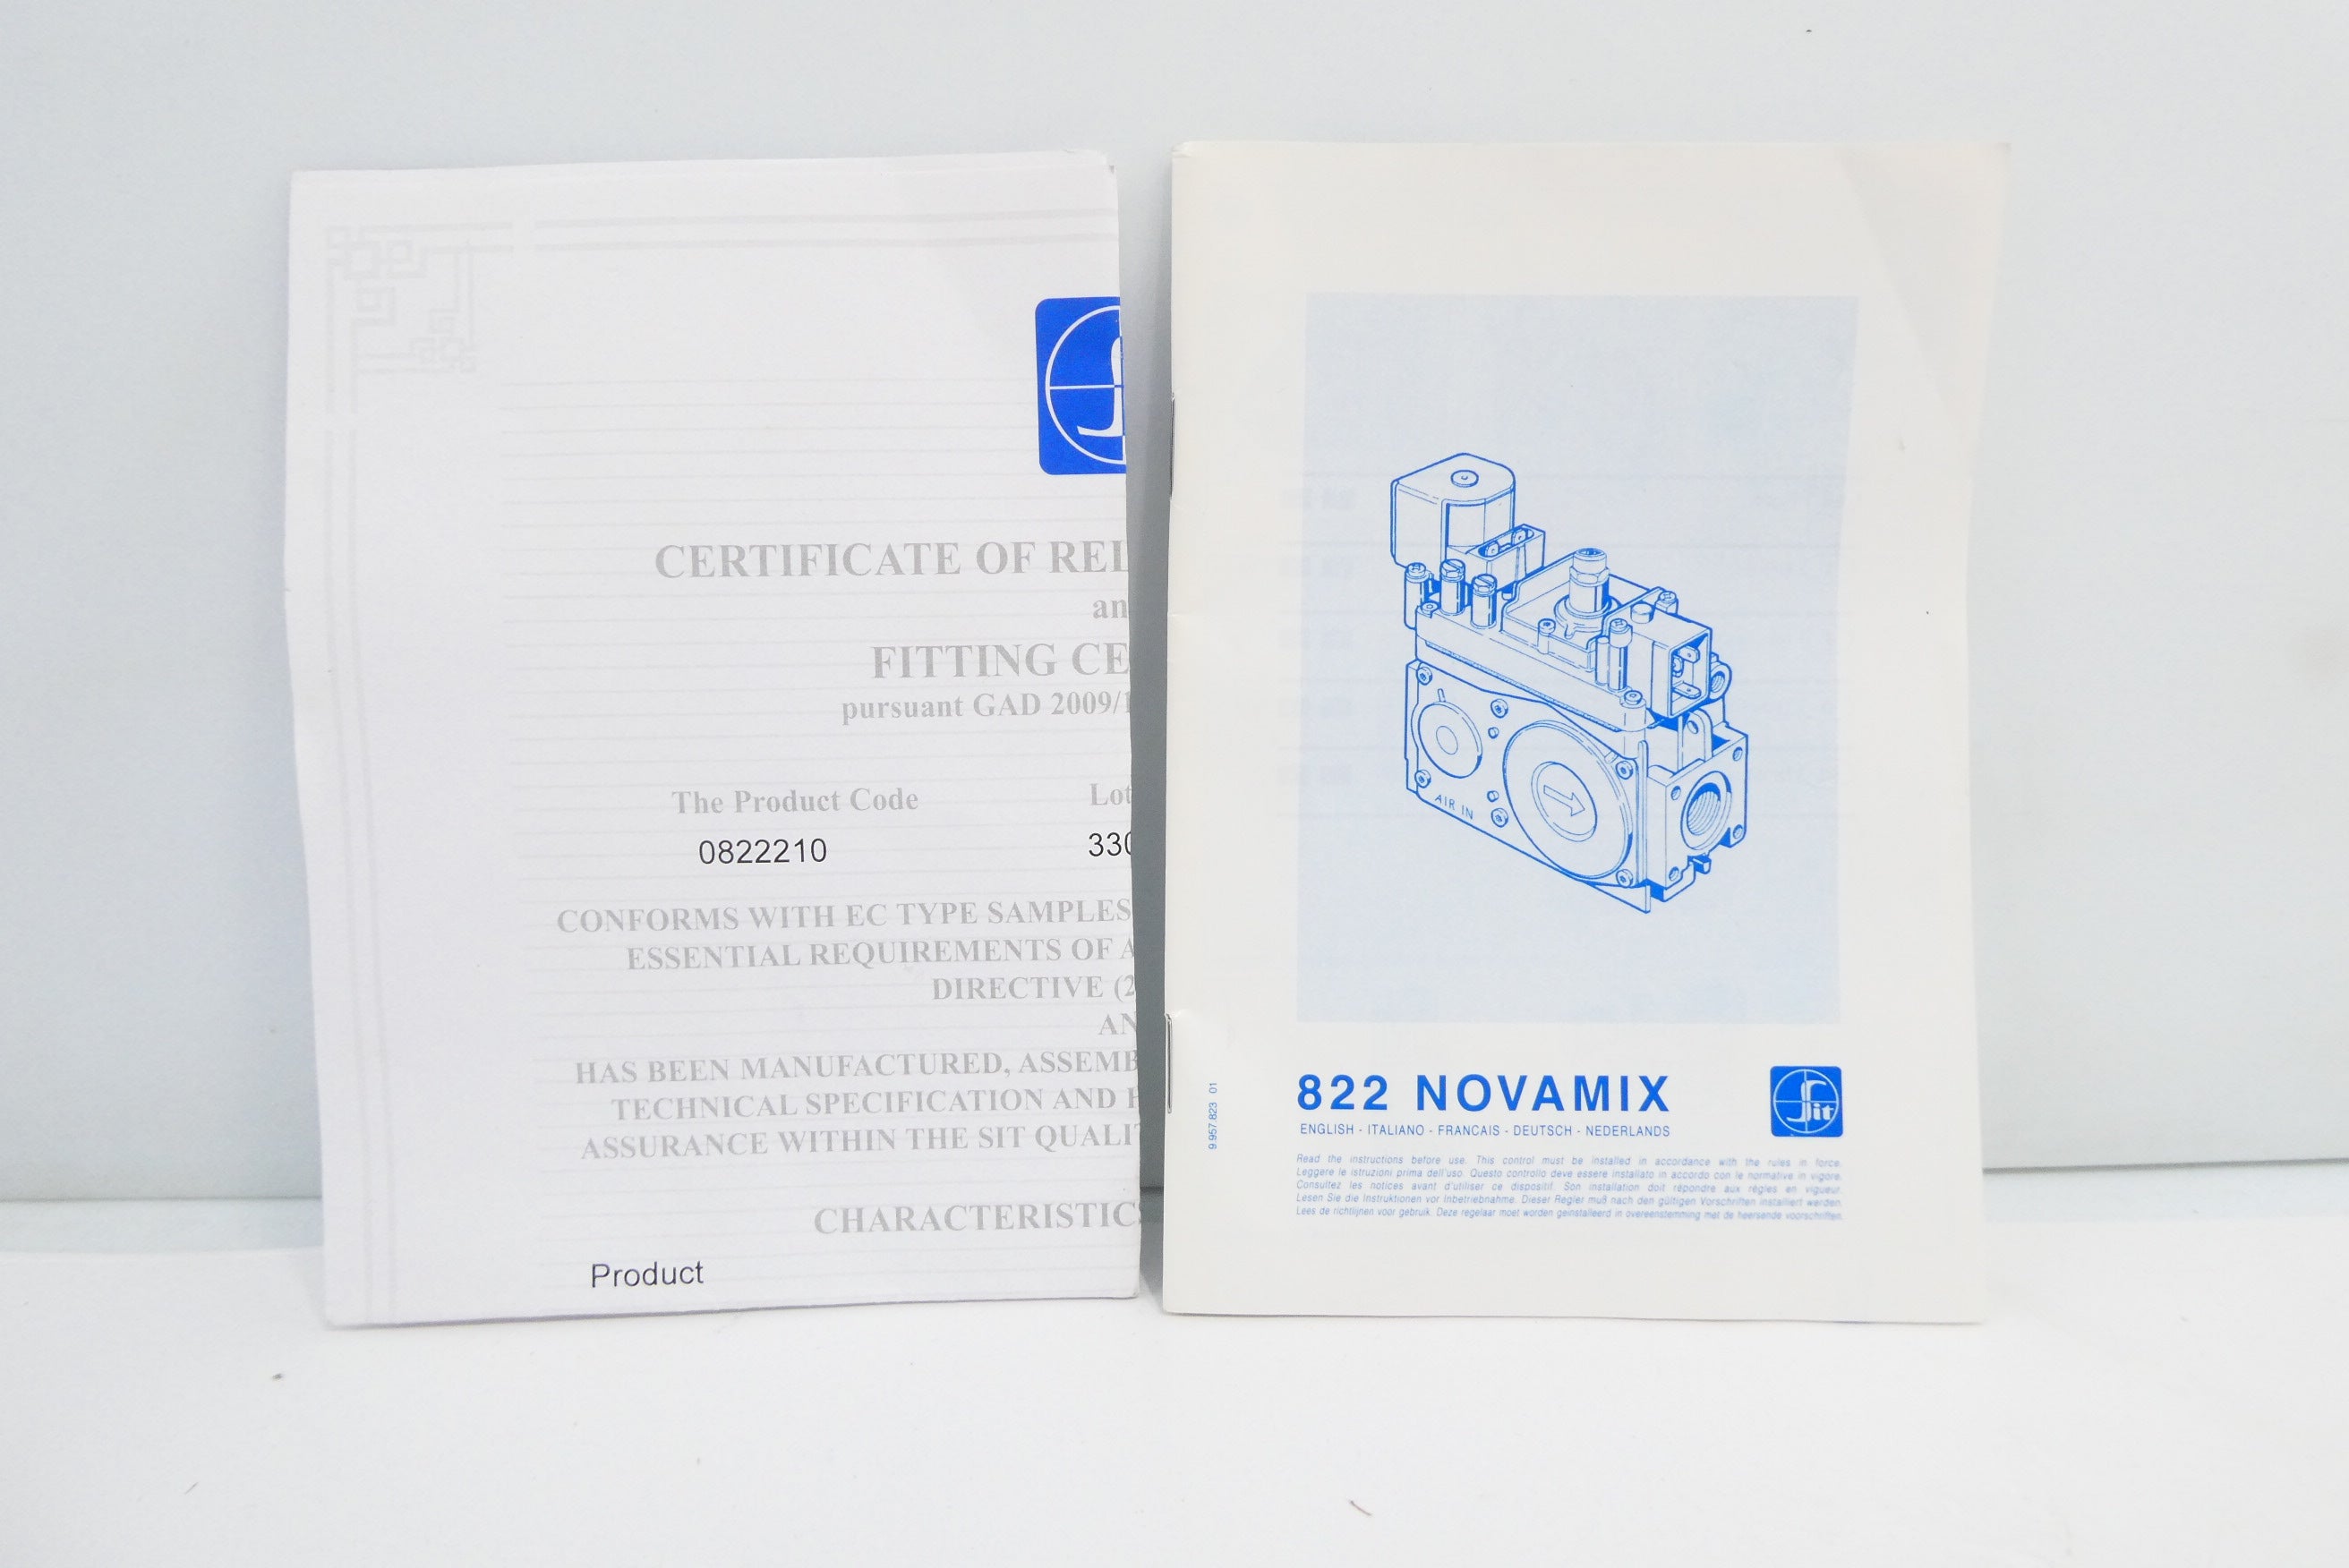 CERTIFICATE OF REL
an
FITTING CE
pursuant GAD 2009/1
The Product Code Lot
0822210 330
CONFORMS WITH EC TYPE SAMPLES
ESSENTIAL REQUIREMENTS OF A
DIRECTIVE (2
AN
HAS BEEN MANUFACTURED, ASSEMB
TECHNICAL SPECIFICATION AND F
ASSURANCE WITHIN THE SIT QUALIT
CHARACTERISTICS
Product
AIR IN
822 NOVAMIX
Sit
ENGLISH - ITALIANO - FRANCAIS - DEUTSCH - NEDERLANDS
Read the instructions before use. This control must be installed in accordance with the rules in force.
Leggere le istruzioni prima dell'uso. Questo controllo deve essere installato in accordo con le normative in vigore.
Consultez les notices avant d'utiliser ce dispositif. Son installation doit répondre aux règles en vigueur.
Lesen Sie die Instruktionen vor Inbetriebnahme. Dieser Regler muß nach den gültigen Vorschriften installiert werden
Lees de richtlijnen voor gebruik. Deze regelaar moet worden geinstalleerd in overeenstemming met de heersende voorschriften.
9.957.823 01